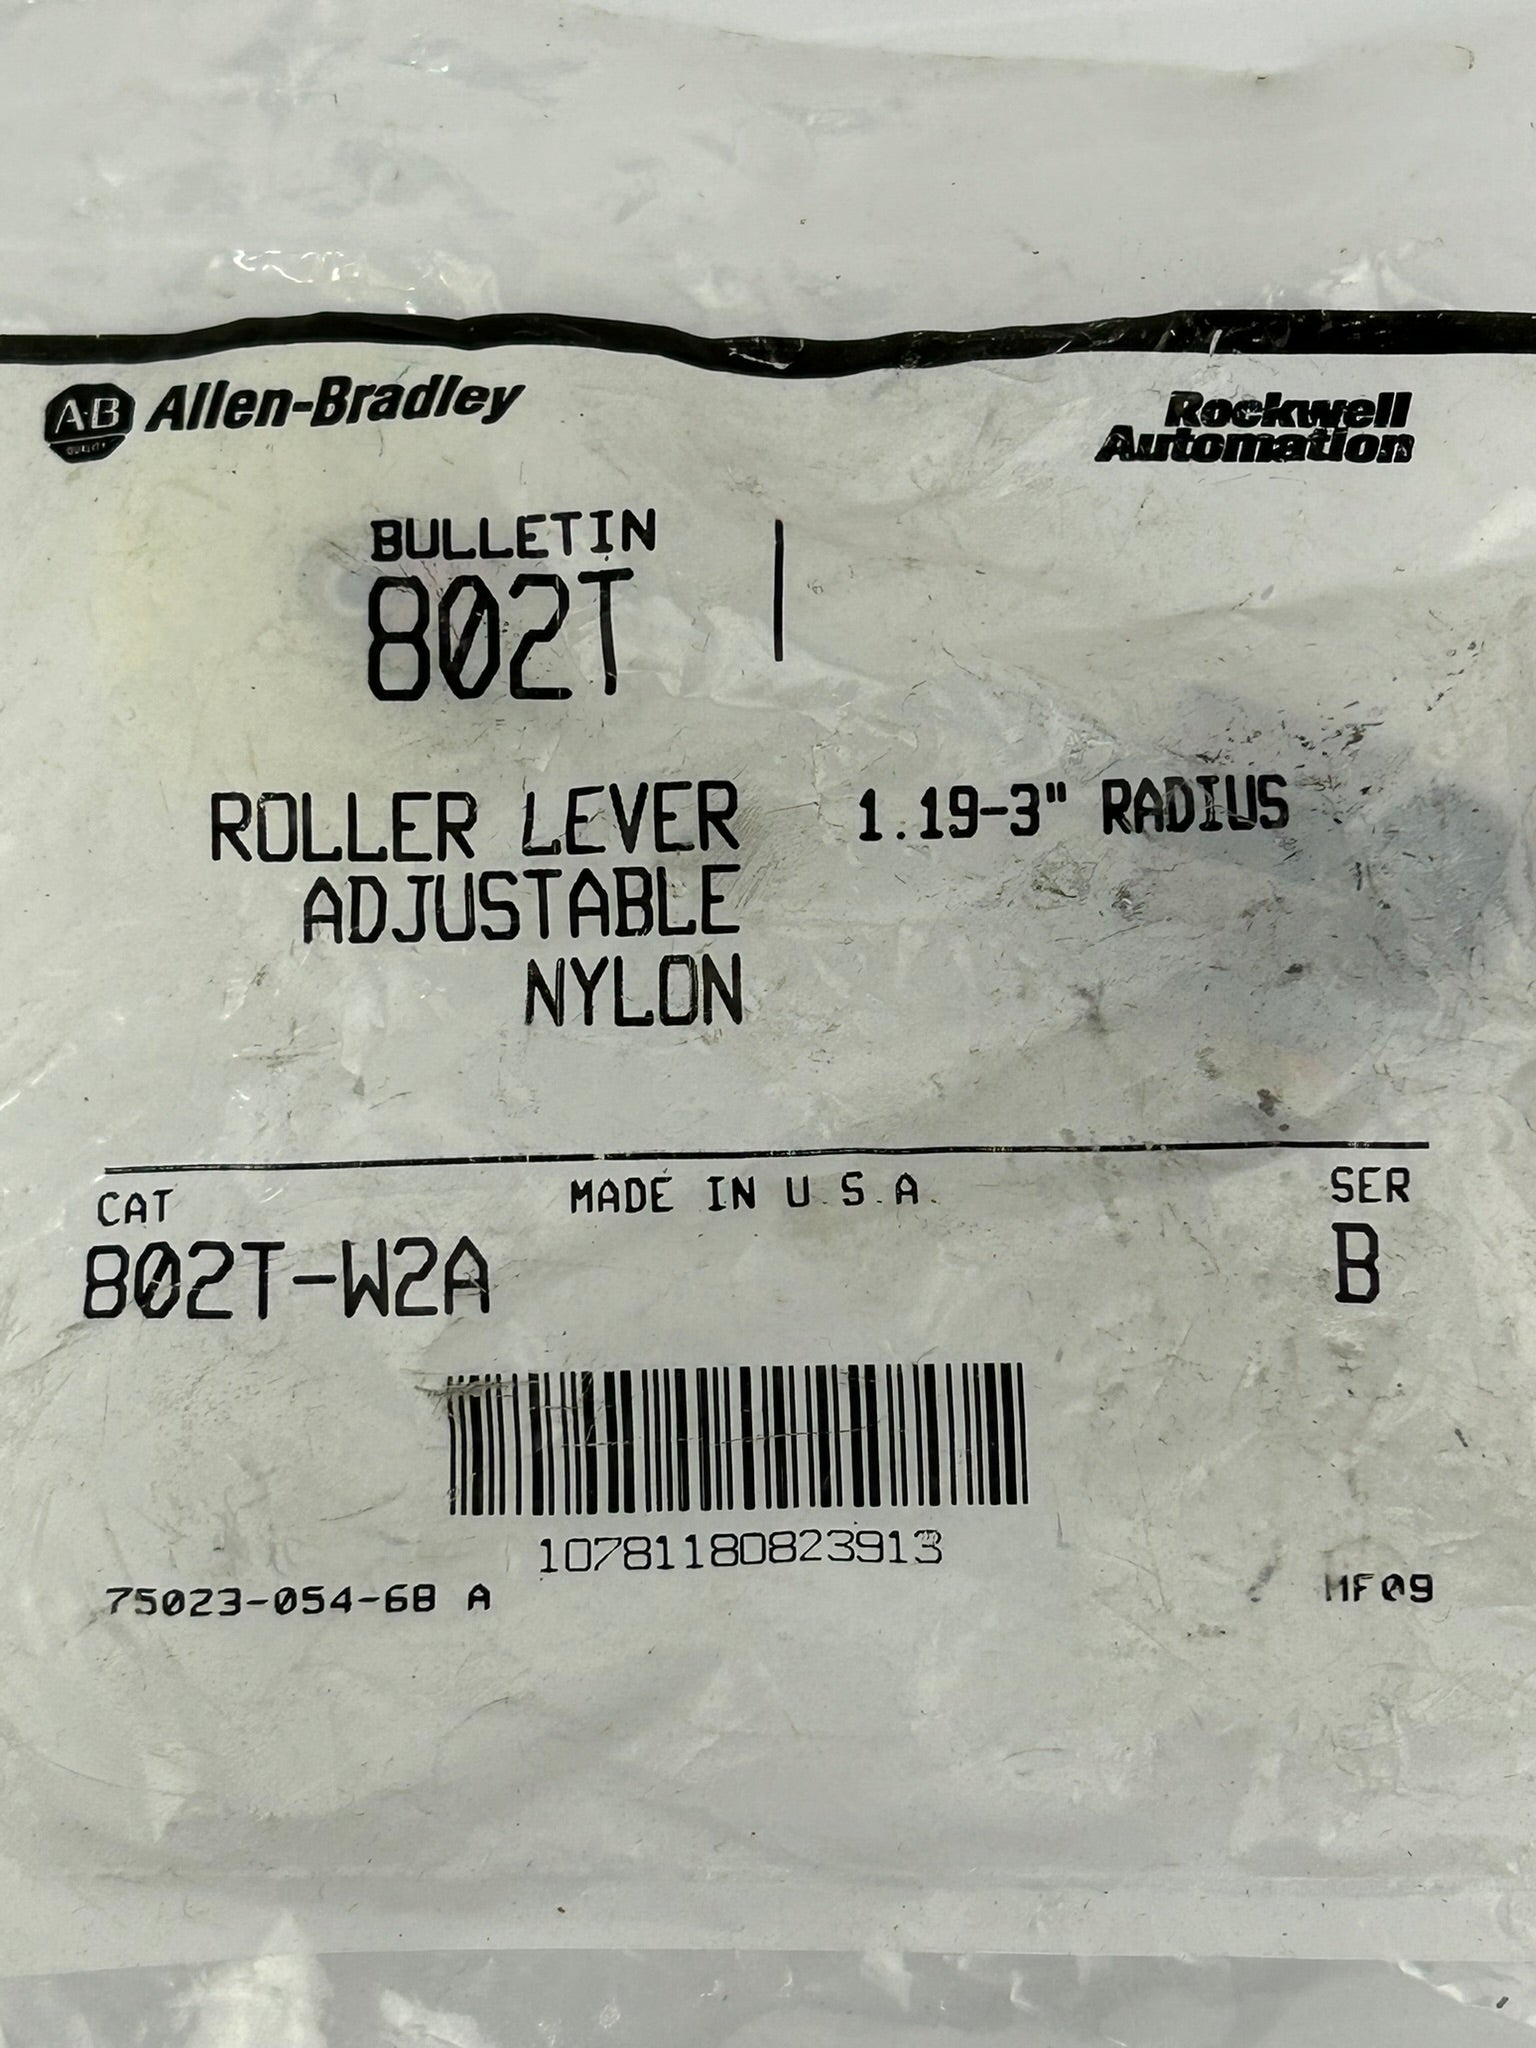 A-B
QUALITY
Allen-Bradley
Rockwell
Automation
BULLETIN
802T
ROLLER LEVER
ADJUSTABLE
NYLON
1.19-3" RADIUS
CAT
MADE IN U.S.A.
SER
802T-W2A
B
10781180823913
75023-054-68 A
MF09